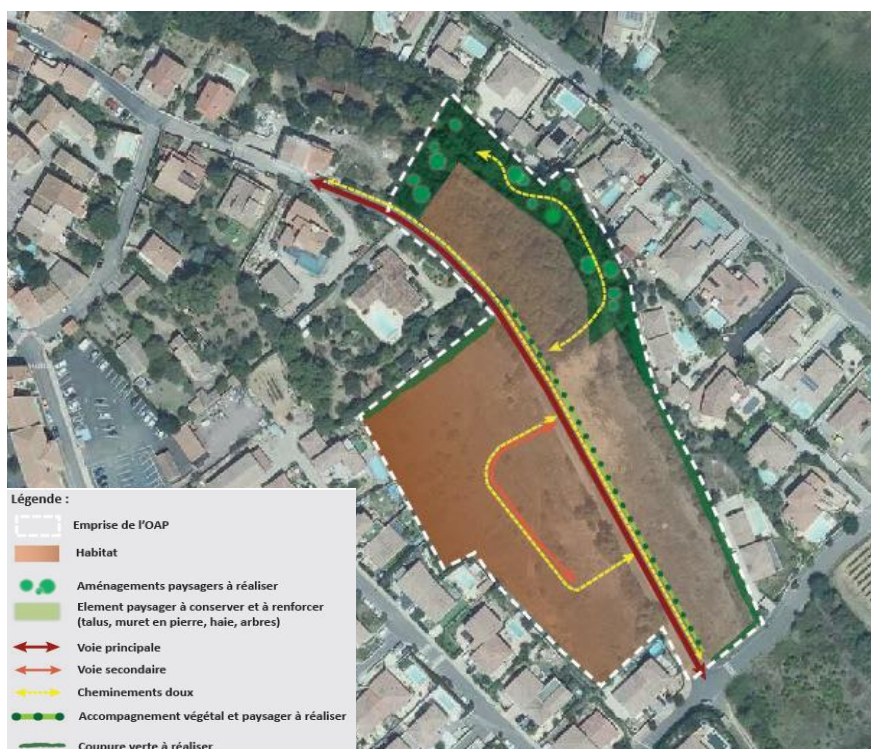 Légende :
Emprise de l'OAP
Habitat
Aménagements paysagers à réaliser
Element paysager à conserver et à renforcer
(talus, muret en pierre, haie, arbres)
Voie principale
Voie secondaire
Cheminements doux
Accompagnement végétal et paysager à réaliser
Coupure verte à réaliser